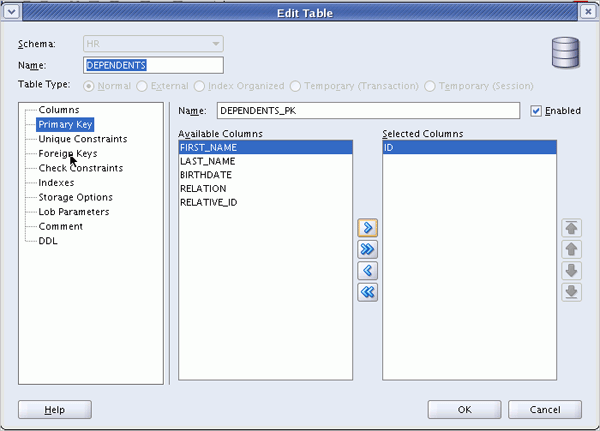 Edit Table
Schema: HR
Name: DEPENDENTS
Table Type: Normal External Index Organized Temporary (Transaction) Temporary (Session)
Columns
Primary Key
Unique Constraints
Foreign Keys
Check Constraints
Indexes
Storage Options
Lob Parameters
Comment
DDL
Name: DEPENDENTS_PK Enabled
Available Columns
FIRST_NAME
LAST_NAME
BIRTHDATE
RELATION
RELATIVE_ID
Selected Columns
ID
Help OK Cancel